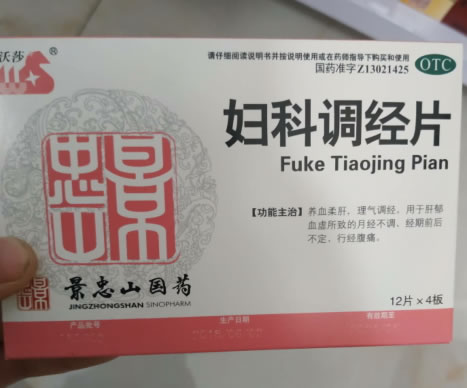 沃莎®
请仔细阅读说明书并按说明使用或在药师指导下购买和使用
国药准字Z13021425
OTC
妇科调经片
Fuke Tiaojing Pian
【功能主治】养血柔肝，理气调经。用于肝郁
血虚所致的月经不调、经期前后
不定、行经腹痛。
景忠山
景忠山国药
JINGZHONGSHAN SINOPHARM
12片×4板
产品批号
生产日期
有效期至